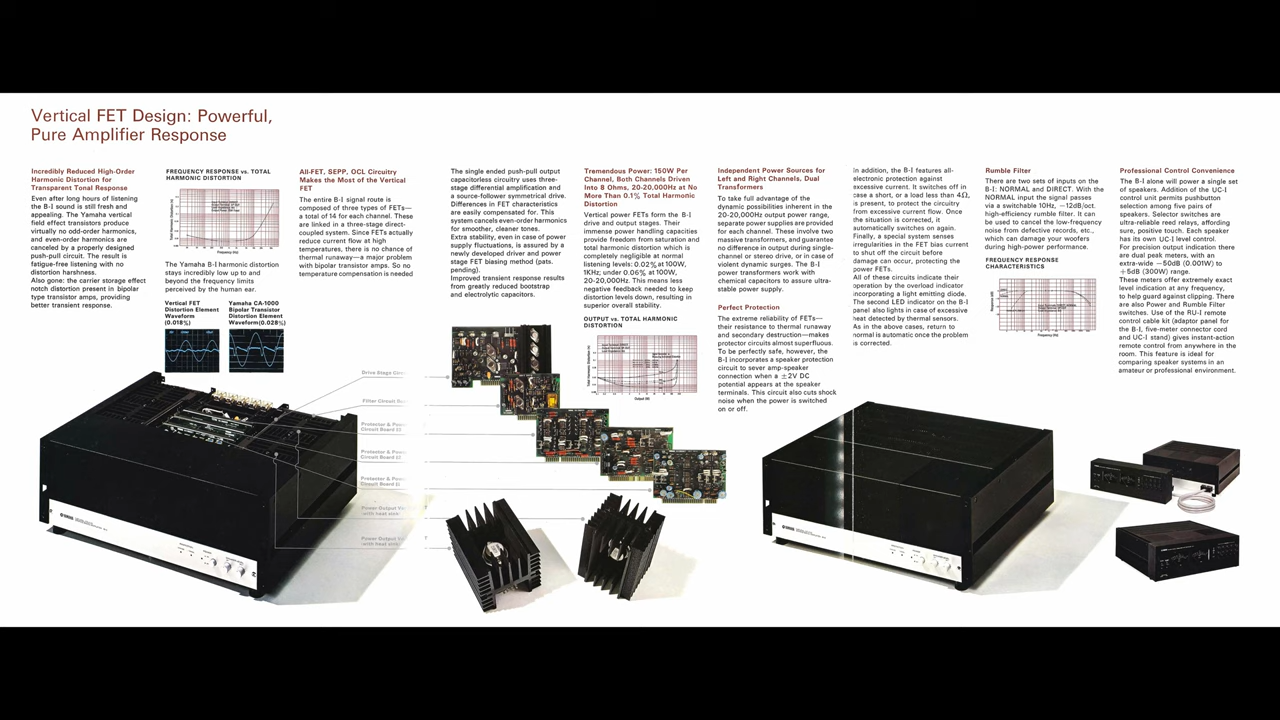 Vertical FET Design: Powerful,
Pure Amplifier Response
Incredibly Reduced High-Order
Harmonic Distortion for
Transparent Tonal Response
Even after long hours of listening
the B-I sound is still fresh and
appealing. The Yamaha vertical
field effect transistors produce
virtually no odd-order harmonics,
and even-order harmonics are
canceled by a properly designed
push-pull circuit. The result is
fatigue-free listening with no
distortion harshness.
Also gone: the carrier storage effect
notch distortion present in bipolar
type transistor amps, providing
better transient response.
FREQUENCY RESPONSE vs. TOTAL
HARMONIC DISTORTION
Frequency (Hz)
The Yamaha B-I harmonic distortion
stays incredibly low up to and
beyond the frequency limits
perceived by the human ear.
Vertical FET
Distortion Element
Waveform
(0.018%)
Yamaha CA-1000
Bipolar Transistor
Distortion Element
Waveform(0.028%)
All-FET, SEPP, OCL Circuitry
Makes the Most of the Vertical
FET
The entire B-I signal route is
composed of three types of FETs—
a total of 14 for each channel. These
are linked in a three-stage direct-
coupled system. Since FETs actually
reduce current flow at high
temperatures, there is no chance of
thermal runaway—a major problem
with bipolar transistor amps. So no
temperature compensation is needed
Drive Stage Circu
Filter Circuit Bo
Protector & Pow
Circuit Board
Protector & Pow
Circuit Board
Protector & Pow
Circuit Board
Power Output V
-with heat sink-
Power Output V
-with heat sink-
The single ended push-pull output
capacitorless circuitry uses three-
stage differential amplification and
a source-follower symmetrical drive.
Differences in FET characteristics
are easily compensated for. This
system cancels even-order harmonics
for smoother, cleaner tones.
Extra stability, even in case of power
supply fluctuations, is assured by a
newly developed driver and power
stage FET biasing method (pats.
pending).
Improved transient response results
from greatly reduced bootstrap
and electrolytic capacitors.
Tremendous Power: 150W Per
Channel, Both Channels Driven
Into 8 Ohms, 20-20,000Hz at No
More Than 0.1% Total Harmonic
Distortion
Vertical power FETs form the B-I
drive and output stages. Their
immense power handling capacities
provide freedom from saturation and
total harmonic distortion which is
completely negligible at normal
listening levels: 0.02% at 100W,
1KHz; under 0.06% at 100W,
20-20,000Hz. This means less
negative feedback needed to keep
distortion levels down, resulting in
superior overall stability.
OUTPUT vs. TOTAL HARMONIC
DISTORTION
Output (W)
Independent Power Sources for
Left and Right Channels, Dual
Transformers
To take full advantage of the
dynamic possibilities inherent in the
20-20,000Hz output power range,
separate power supplies are provided
for each channel. These involve two
massive transformers, and guarantee
no difference in output during single-
channel or stereo drive, or in case of
violent dynamic surges. The B-I
power transformers work with
chemical capacitors to assure ultra-
stable power supply.
Perfect Protection
The extreme reliability of FETs—
their resistance to thermal runaway
and secondary destruction—makes
protector circuits almost superfluous.
To be perfectly safe, however, the
B-I incorporates a speaker protection
circuit to sever amp-speaker
connection when a ±2V DC
potential appears at the speaker
terminals. This circuit also cuts shock
noise when the power is switched
on or off.
In addition, the B-I features all-
electronic protection against
excessive current. It switches off in
case a short, or a load less than 4Ω,
is present, to protect the circuitry
from excessive current flow. Once
the situation is corrected, it
automatically switches on again.
Finally, a special system senses
irregularities in the FET bias current
to shut off the circuit before
damage can occur, protecting the
power FETs.
All of these circuits indicate their
operation by the overload indicator
incorporating a light emitting diode.
The second LED indicator on the B-I
panel also lights in case of excessive
heat detected by thermal sensors.
As in the above cases, return to
normal is automatic once the problem
is corrected.
Rumble Filter
There are two sets of inputs on the
B-I: NORMAL and DIRECT. With the
NORMAL input the signal passes
via a switchable 10Hz, —12dB/oct.
high-efficiency rumble filter. It can
be used to cancel the low-frequency
noise from defective records, etc.,
which can damage your woofers
during high-power performance.
FREQUENCY RESPONSE
CHARACTERISTICS
Frequency (Hz)
Professional Control Convenience
The B-I alone will power a single set
of speakers. Addition of the UC-I
control unit permits pushbutton
selection among five pairs of
speakers. Selector switches are
ultra-reliable reed relays, affording
sure, positive touch. Each speaker
has its own UC-I level control.
For precision output indication there
are dual peak meters, with an
extra-wide —50dB (0.001W) to
+5dB (300W) range.
These meters offer extremely exact
level indication at any frequency,
to help guard against clipping. There
are also Power and Rumble Filter
switches. Use of the RU-I remote
control cable kit (adaptor panel for
the B-I, five-meter connector cord
and UC-I stand) gives instant-action
remote control from anywhere in the
room. This feature is ideal for
comparing speaker systems in an
amateur or professional environment.
YAMAHA
YAMAHA